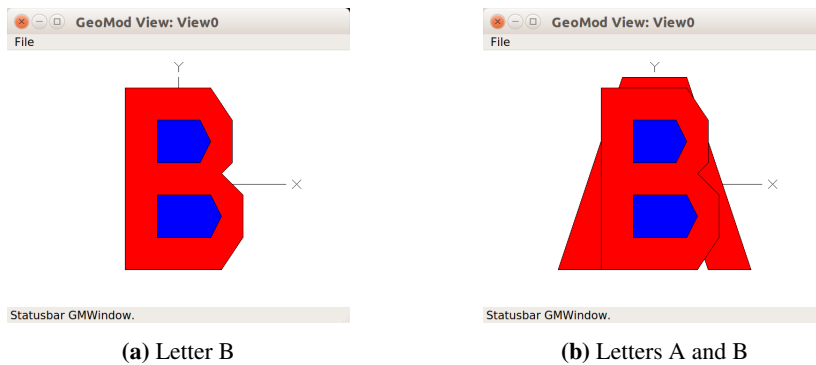 GeoMod View: View0
File
Y
X
Statusbar GMWindow.
(a) Letter B
GeoMod View: View0
File
Y
X
Statusbar GMWindow.
(b) Letters A and B